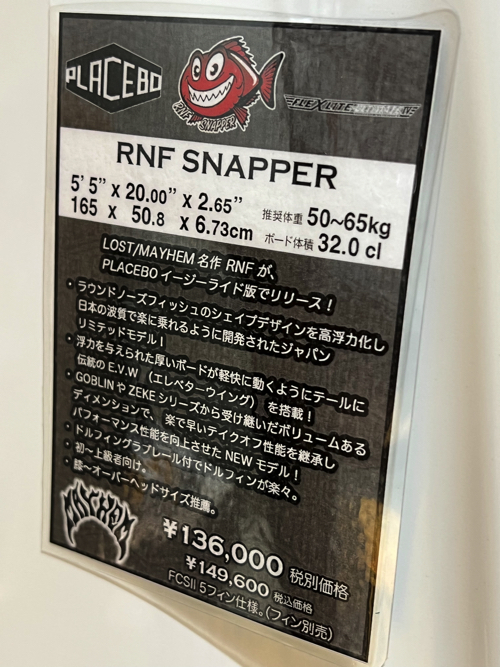 PLACEBO
RNF SNAPPER
FLEXLITE
RNF SNAPPER
5' 5" x 20.00" x 2.65"
推奨体重 50~65kg
165 x 50.8 x 6.73cm
ボード体積 32.0 cl
LOST/MAYHEM 名作 RNF が、
PLACEBO イージーライド版でリリース!
・ラウンドノーズフィッシュのシェイプデザインを高浮力化し
日本の波質で楽に乗れるように開発されたジャパン
リミテッドモデル!
・浮力を与えられた厚いボードが軽快に動くようにテールに
伝統の E.V.W (エレベターウイング) を搭載!
・GOBLIN や ZEKE シリーズから受け継いだボリュームある
ディメンションで、楽で早いテイクオフ性能を継承し
パフォーマンス性能を向上させた NEW モデル!
・ドルフィングラブレール付でドルフィンが楽々。
・初~上級者向け。
・膝~オーバーヘッドサイズ推薦。
MAYHEM
¥136,000 税別価格
¥149,600 税込価格
FCSII 5フィン仕様。(フィン別売)